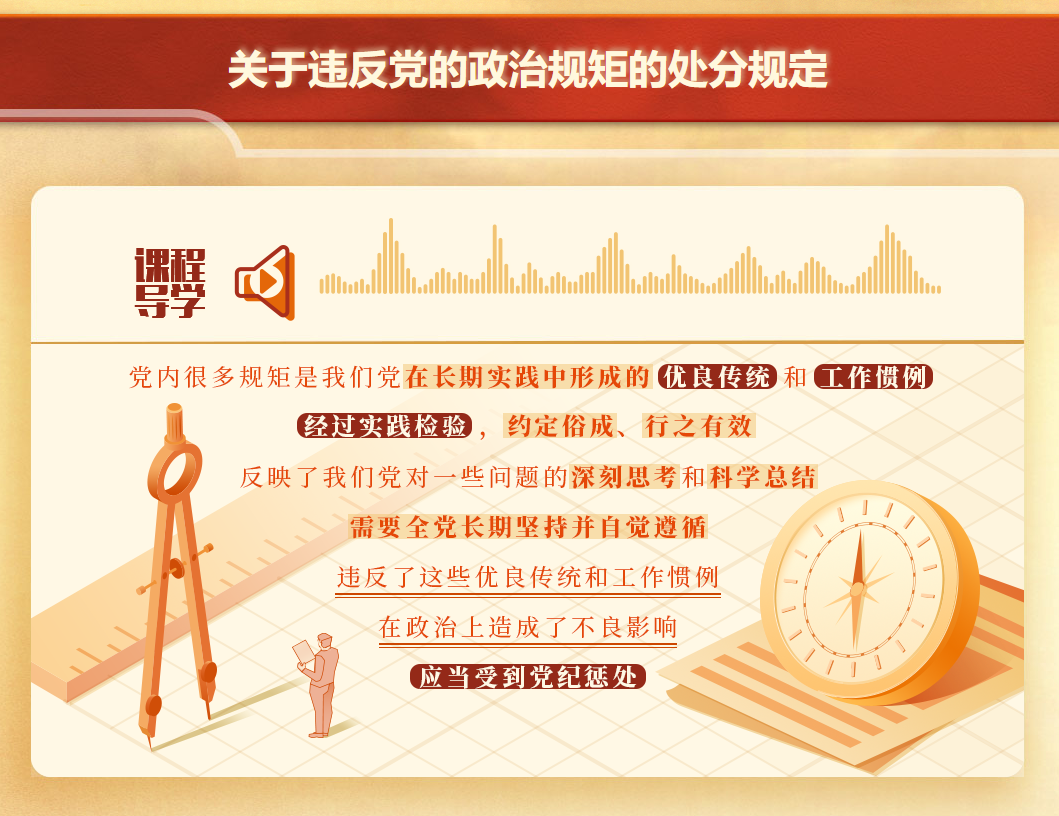 关于违反党的政治规矩的处分规定
课程
导学
党内很多规矩是我们党在长期实践中形成的优良传统和工作惯例
经过实践检验，约定俗成、行之有效
反映了我们党对一些问题的深刻思考和科学总结
需要全党长期坚持并自觉遵循
违反了这些优良传统和工作惯例
在政治上造成了不良影响
应当受到党纪惩处